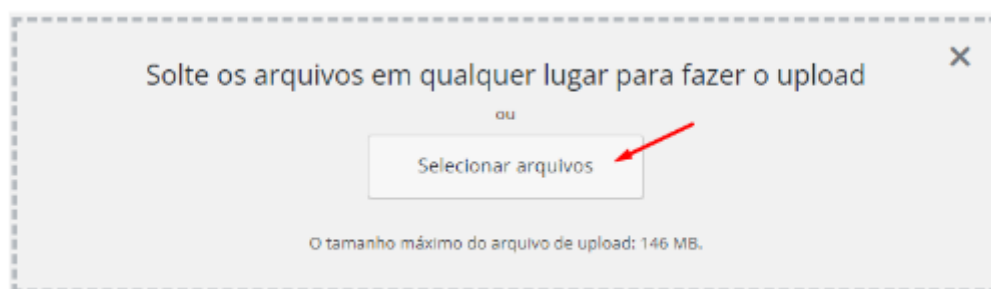 Solte os arquivos em qualquer lugar para fazer o upload
ou
Selecionar arquivos
O tamanho máximo do arquivo de upload: 146 MB.